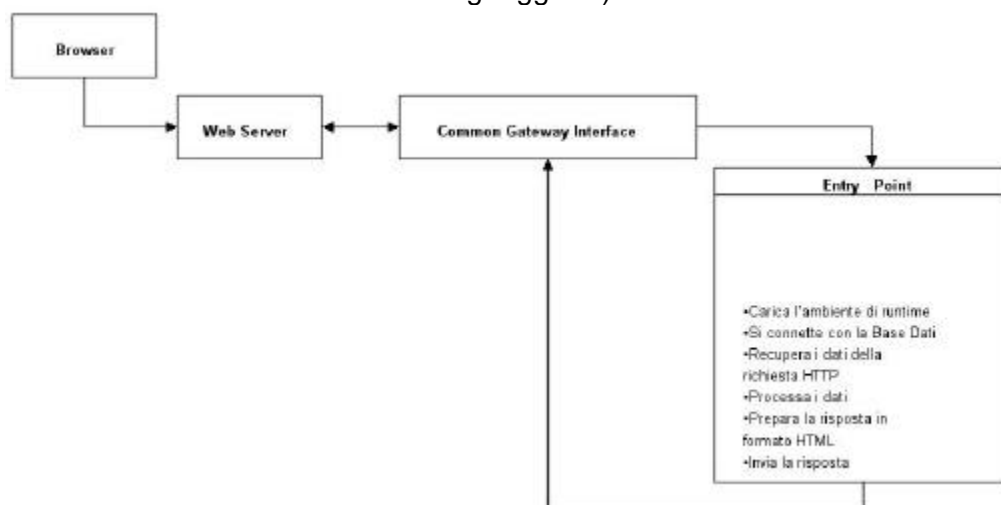 Browser
Web Server
Common Gateway Interface
Entry Point
•Carica l'ambiente di runtime
•Si connette con la Base Dati
•Recupera i dati della
richiesta HTTP
•Processa i dati
•Prepara la risposta in
formato HTML
•Invia la risposta